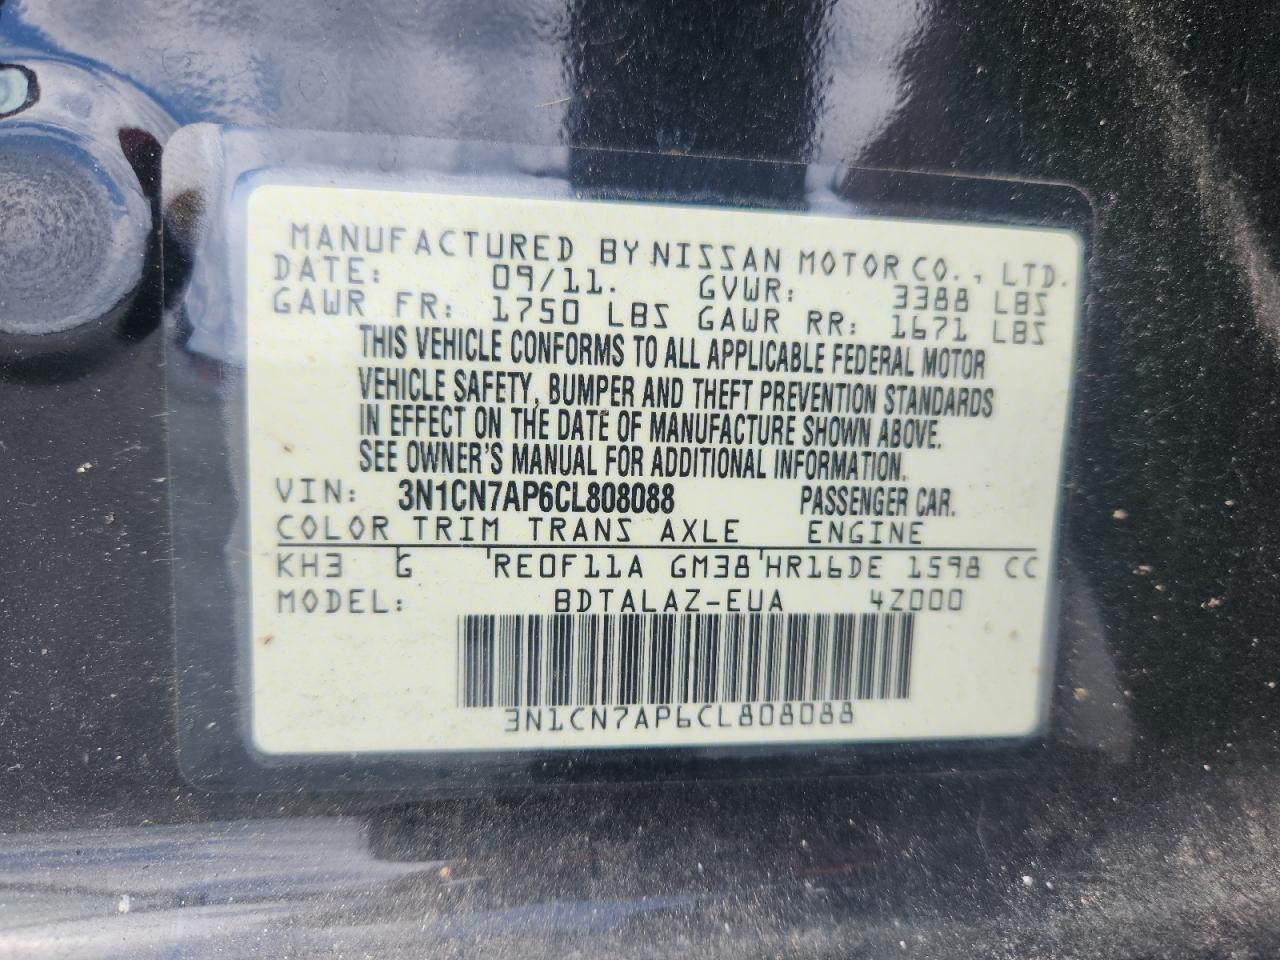 MANUFACTURED BY NISSAN MOTOR CO., LTD.
DATE: 09/11. GVWR: 3388 LBS
GAWR FR: 1750 LBS GAWR RR: 1671 LBS
THIS VEHICLE CONFORMS TO ALL APPLICABLE FEDERAL MOTOR
VEHICLE SAFETY, BUMPER AND THEFT PREVENTION STANDARDS
IN EFFECT ON THE DATE OF MANUFACTURE SHOWN ABOVE.
SEE OWNER'S MANUAL FOR ADDITIONAL INFORMATION.
VIN: 3N1CN7AP6CL808088 PASSENGER CAR.
COLOR TRIM TRANS AXLE ENGINE
KH3 G RE0F11A GM38 HR16DE 1598 CC
MODEL: BDTALAZ-EUA 4Z000
3N1CN7AP6CL808088